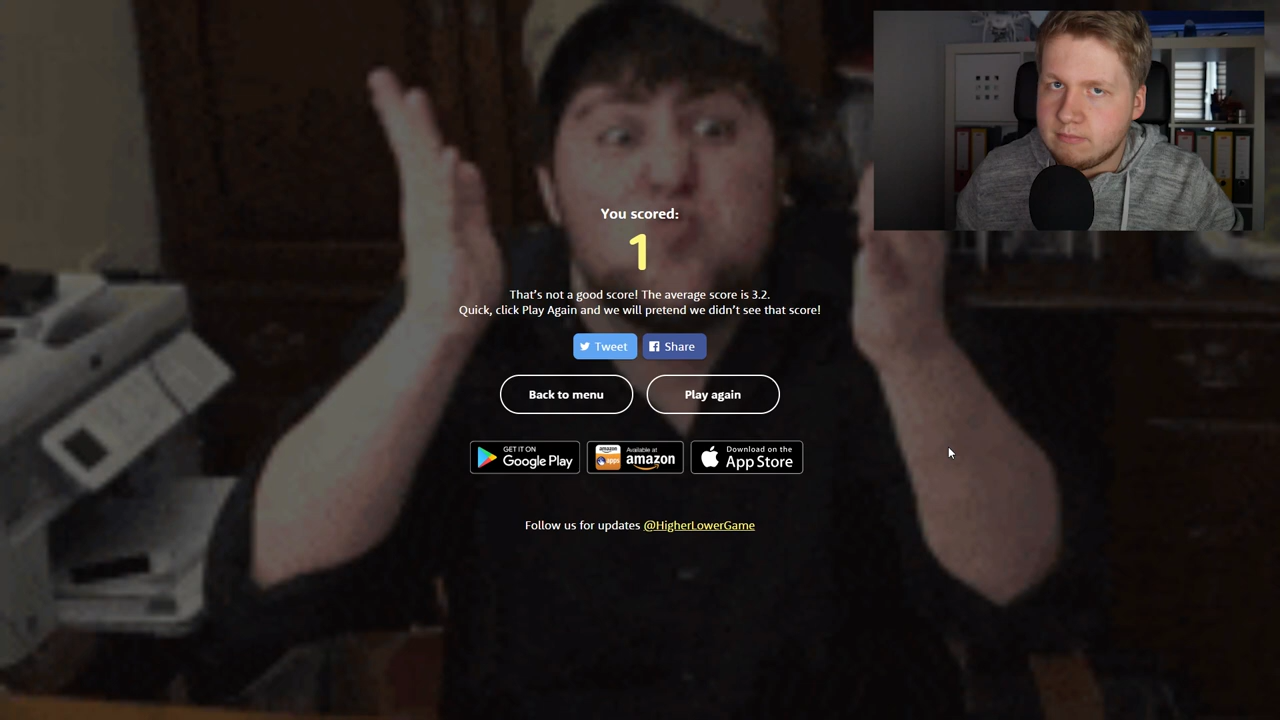 You scored:
1
That's not a good score! The average score is 3.2.
Quick, click Play Again and we will pretend we didn't see that score!
Tweet Share
Back to menu Play again
GET IT ON
Google Play
amazon
apps
Available at
amazon
Download on the
App Store
Follow us for updates @HigherLowerGame